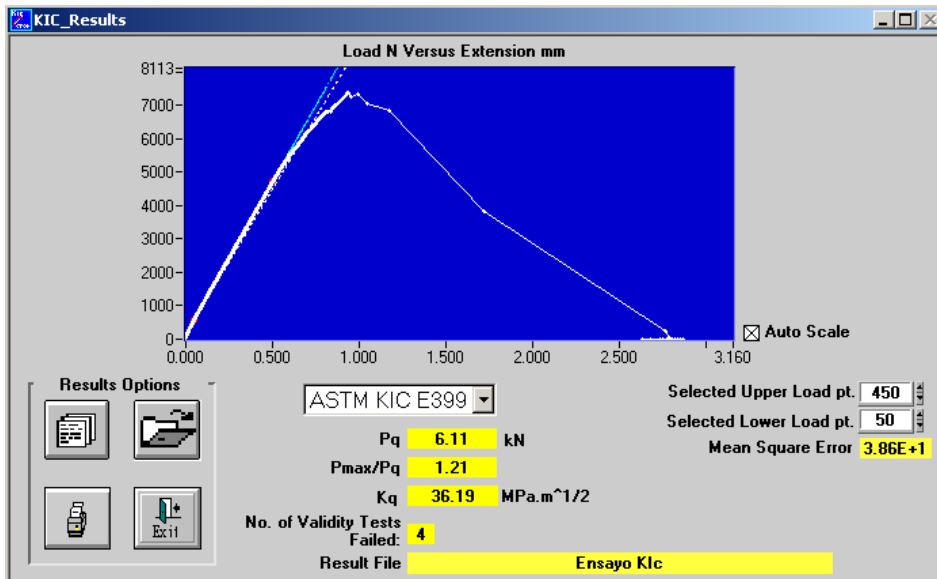 KIC_Results
Load N Versus Extension mm
8113=
7000
6000
5000
4000
3000
2000
1000
0
0.000 0.500 1.000 1.500 2.000 2.500 3.160
Auto Scale
Results Options
Exit
ASTM KIC E399
Pq 6.11 kN
Pmax/Pq 1.21
Kq 36.19 MPa.m^1/2
No. of Validity Tests
Failed: 4
Result File Ensayo KIc
Selected Upper Load pt. 450
Selected Lower Load pt. 50
Mean Square Error 3.86E+1